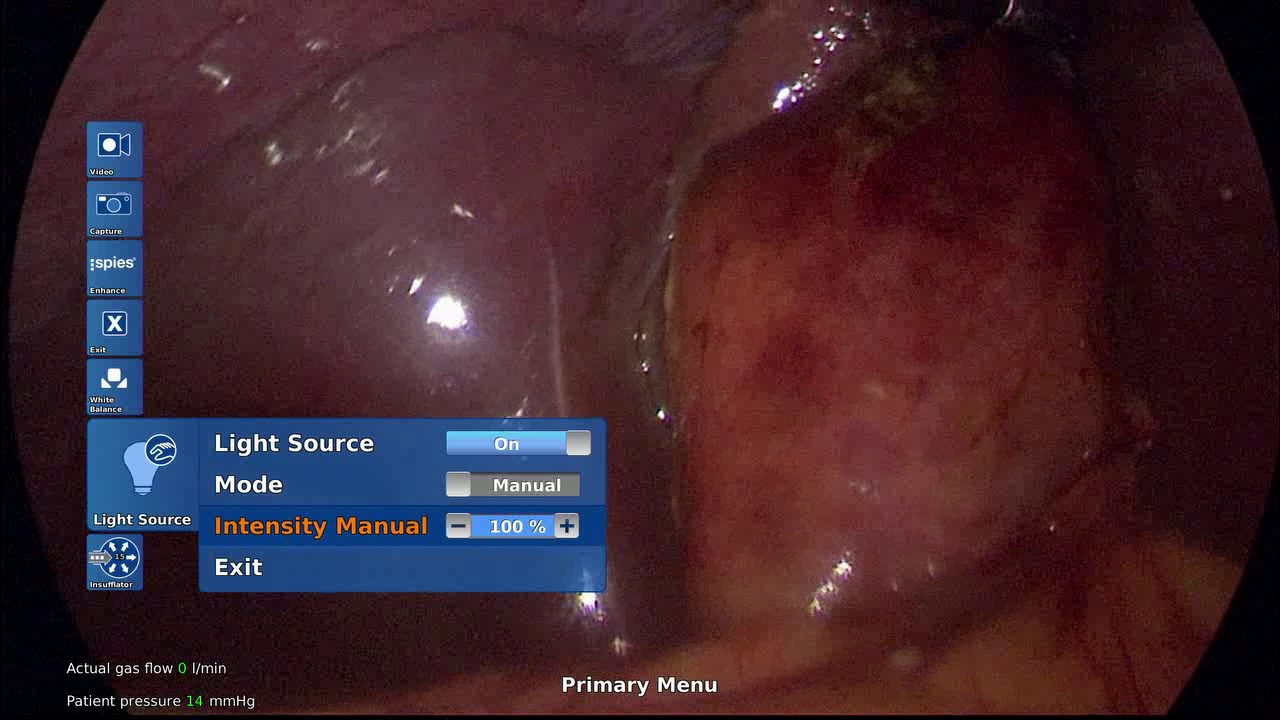 Video
Capture
:spies
Enhance
X
Exit
White
Balance
Light Source On
Mode Manual
Intensity Manual − 100 % +
Light Source
Exit
15
Insufflator
Actual gas flow 0 l/min
Primary Menu
Patient pressure 14 mmHg